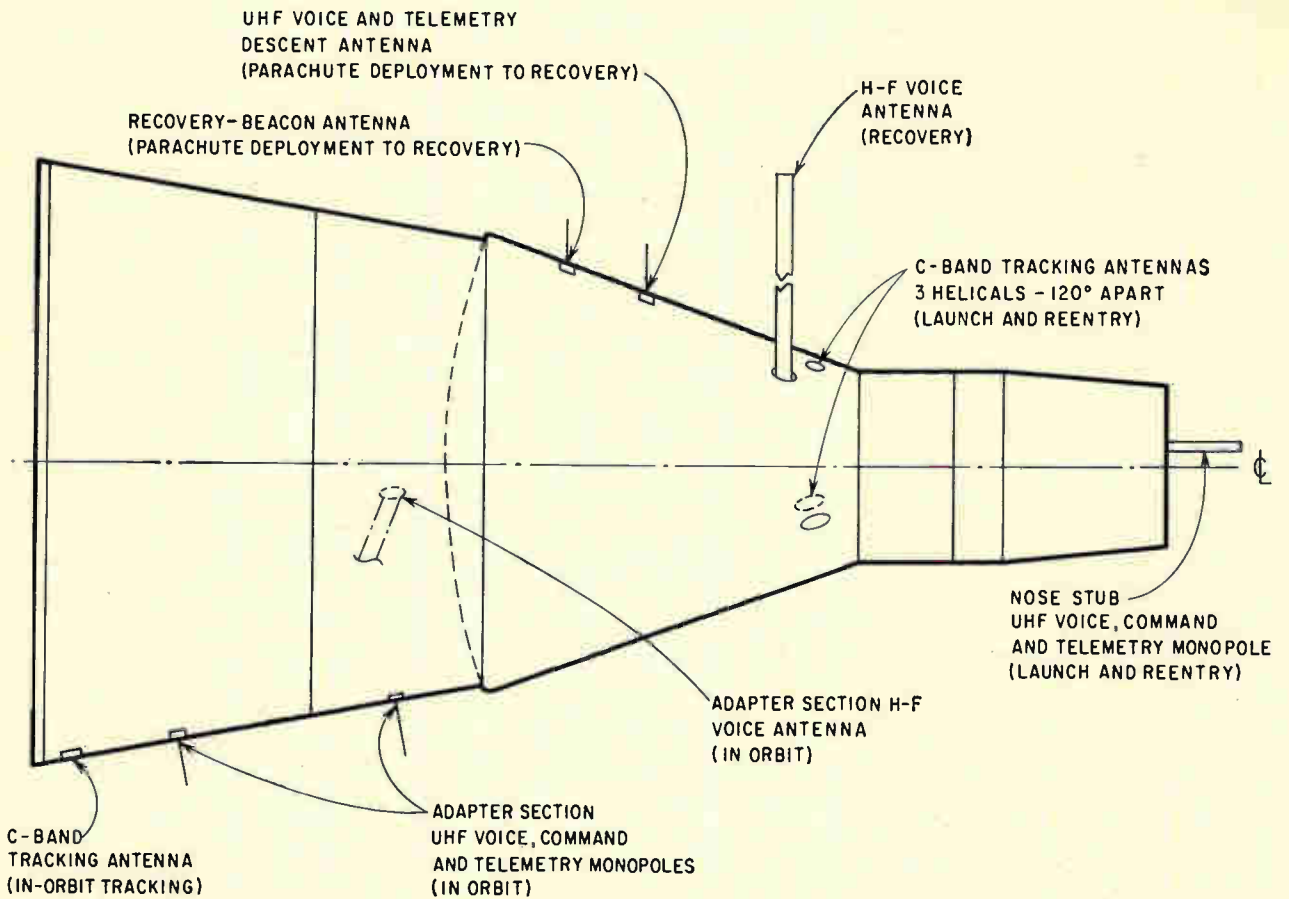 UHF VOICE AND TELEMETRY
DESCENT ANTENNA
(PARACHUTE DEPLOYMENT TO RECOVERY)
H-F VOICE
ANTENNA
(RECOVERY)
RECOVERY-BEACON ANTENNA
(PARACHUTE DEPLOYMENT TO RECOVERY)
C-BAND TRACKING ANTENNAS
3 HELICALS - 120° APART
(LAUNCH AND REENTRY)
℄
NOSE STUB
UHF VOICE, COMMAND
AND TELEMETRY MONOPOLE
(LAUNCH AND REENTRY)
ADAPTER SECTION H-F
VOICE ANTENNA
(IN ORBIT)
ADAPTER SECTION
UHF VOICE, COMMAND
AND TELEMETRY MONOPOLES
(IN ORBIT)
C-BAND
TRACKING ANTENNA
(IN-ORBIT TRACKING)